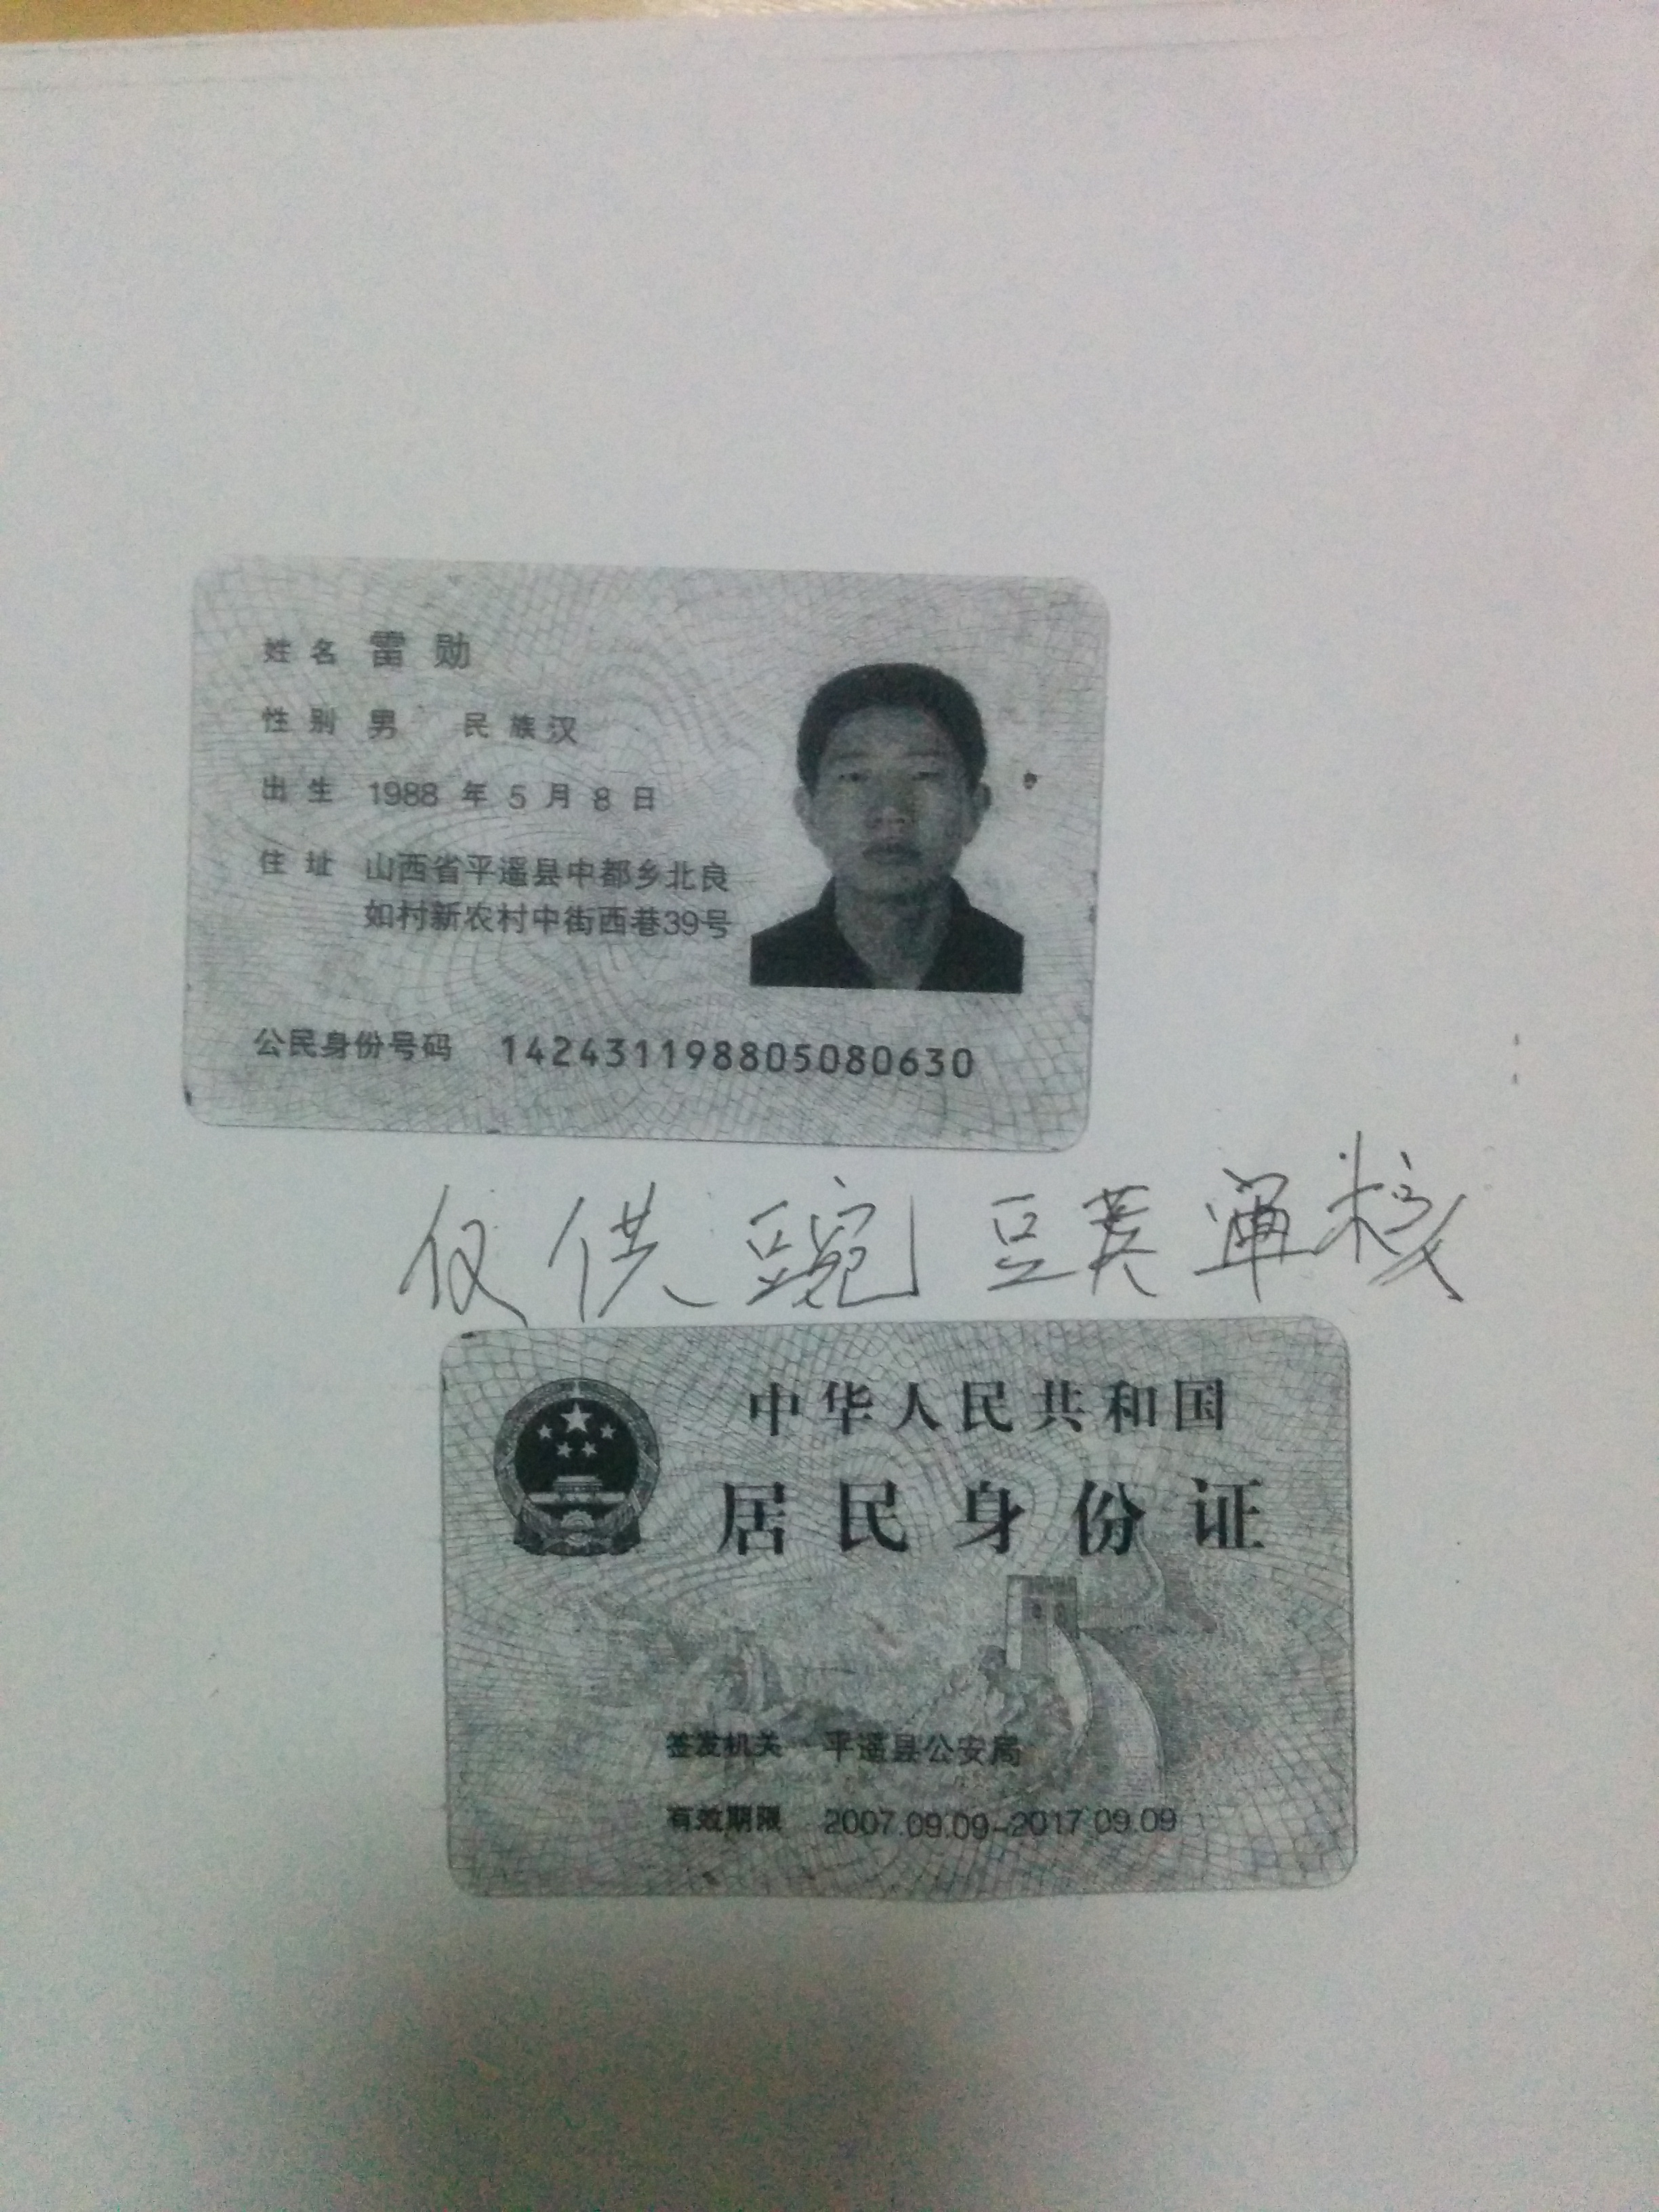 姓名 雷勋
性别 男 民族 汉
出生 1988 年 5 月 8 日
住址 山西省平遥县中都乡北良
如村新农村中街西巷39号
公民身份号码 142431198805080630
仅供豌豆荚审核
中华人民共和国
居民身份证
签发机关 平遥县公安局
有效期限 2007.09.09-2017.09.09